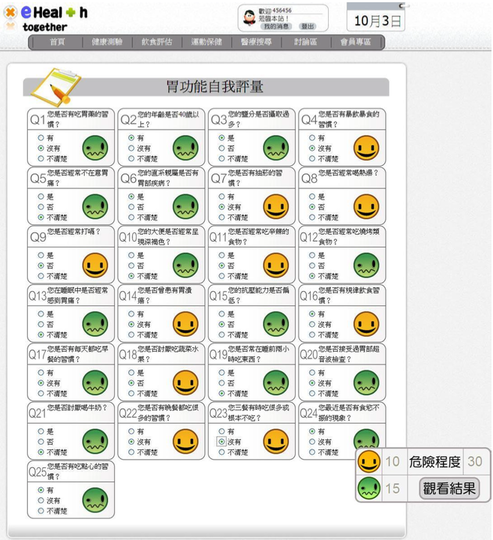 eHealth
together
歡迎 456456
蒞臨本站！
我的消息 登出
10月3日
首頁 健康測驗 飲食評估 運動保健 醫療搜尋 討論區 會員專區
胃功能自我評量
Q1 您是否有吃胃藥的習慣？
有
沒有
不清楚
Q2 您的年齡是否40歲以上？
有
沒有
不清楚
Q3 您的鹽分是否攝取過多？
是
否
不清楚
Q4 您是否有暴飲暴食的習慣？
有
沒有
不清楚
Q5 您是否經常不在意胃痛？
是
否
不清楚
Q6 您的直系親屬是否有胃部疾病？
有
沒有
不清楚
Q7 您是否有抽菸的習慣？
有
沒有
不清楚
Q8 您是否經常喝熱湯？
是
否
不清楚
Q9 您是否經常打嗝？
是
否
不清楚
Q10 您的大便是否經常呈現深褐色？
是
否
不清楚
Q11 您是否經常吃辛辣的食物？
是
否
不清楚
Q12 您是否經常吃燒烤類食物？
是
否
不清楚
Q13 您在睡眠中是否經常感到胃痛？
是
否
不清楚
Q14 您是否曾患有胃潰瘍？
有
沒有
不清楚
Q15 您的抗壓能力是否偏低？
是
否
不清楚
Q16 您是否有規律飲食習慣？
有
沒有
不清楚
Q17 您是否有每天都吃早餐的習慣？
有
沒有
不清楚
Q18 您是否討厭吃蔬菜水果？
是
否
不清楚
Q19 您是否常在睡前兩小時吃東西？
是
否
不清楚
Q20 您是否接受過胃部超音波檢查？
有
沒有
不清楚
Q21 您是否討厭喝牛奶？
是
否
不清楚
Q22 您是否有晚餐都吃很多的習慣？
有
沒有
不清楚
Q23 您三餐有時吃很多或根本不吃？
有
沒有
不清楚
Q24 您最近是否有食慾不振的現象？
有
沒有
不清楚
Q25 您是否有吃點心的習慣？
有
沒有
不清楚
10 危險程度 30
15 觀看結果